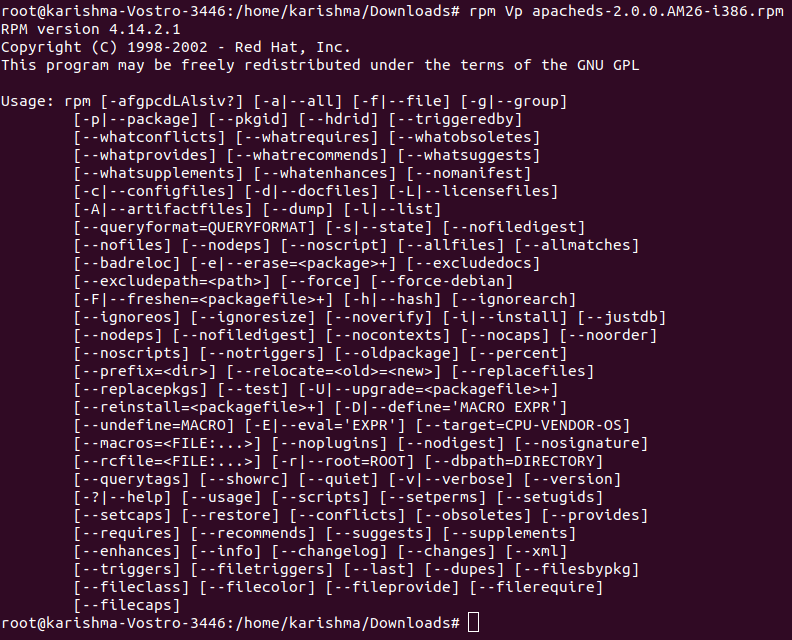 root@karishma-Vostro-3446:/home/karishma/Downloads# rpm Vp apacheds-2.0.0.AM26-i386.rpm
RPM version 4.14.2.1
Copyright (C) 1998-2002 - Red Hat, Inc.
This program may be freely redistributed under the terms of the GNU GPL

Usage: rpm [-afgpcdLAlsiv?] [-a|--all] [-f|--file] [-g|--group]
        [-p|--package] [--pkgid] [--hdrid] [--triggeredby]
        [--whatconflicts] [--whatrequires] [--whatobsoletes]
        [--whatprovides] [--whatrecommends] [--whatsuggests]
        [--whatsupplements] [--whatenhances] [--nomanifest]
        [-c|--configfiles] [-d|--docfiles] [-L|--licensefiles]
        [-A|--artifactfiles] [--dump] [-l|--list]
        [--queryformat=QUERYFORMAT] [-s|--state] [--nofiledigest]
        [--nofiles] [--nodeps] [--noscript] [--allfiles] [--allmatches]
        [--badreloc] [-e|--erase=<package>+] [--excludedocs]
        [--excludepath=<path>] [--force] [--force-debian]
        [-F|--freshen=<packagefile>+] [-h|--hash] [--ignorearch]
        [--ignoreos] [--ignoresize] [--noverify] [-i|--install] [--justdb]
        [--nodeps] [--nofiledigest] [--nocontexts] [--nocaps] [--noorder]
        [--noscripts] [--notriggers] [--oldpackage] [--percent]
        [--prefix=<dir>] [--relocate=<old>=<new>] [--replacefiles]
        [--replacepkgs] [--test] [-U|--upgrade=<packagefile>+]
        [--reinstall=<packagefile>+] [-D|--define='MACRO EXPR']
        [--undefine=MACRO] [-E|--eval='EXPR'] [--target=CPU-VENDOR-OS]
        [--macros=<FILE:...>] [--noplugins] [--nodigest] [--nosignature]
        [--rcfile=<FILE:...>] [-r|--root=ROOT] [--dbpath=DIRECTORY]
        [--querytags] [--showrc] [--quiet] [-v|--verbose] [--version]
        [-?|--help] [--usage] [--scripts] [--setperms] [--setugids]
        [--setcaps] [--restore] [--conflicts] [--obsoletes] [--provides]
        [--requires] [--recommends] [--suggests] [--supplements]
        [--enhances] [--info] [--changelog] [--changes] [--xml]
        [--triggers] [--filetriggers] [--last] [--dupes] [--filesbypkg]
        [--fileclass] [--filecolor] [--fileprovide] [--filerequire]
        [--filecaps]
root@karishma-Vostro-3446:/home/karishma/Downloads#